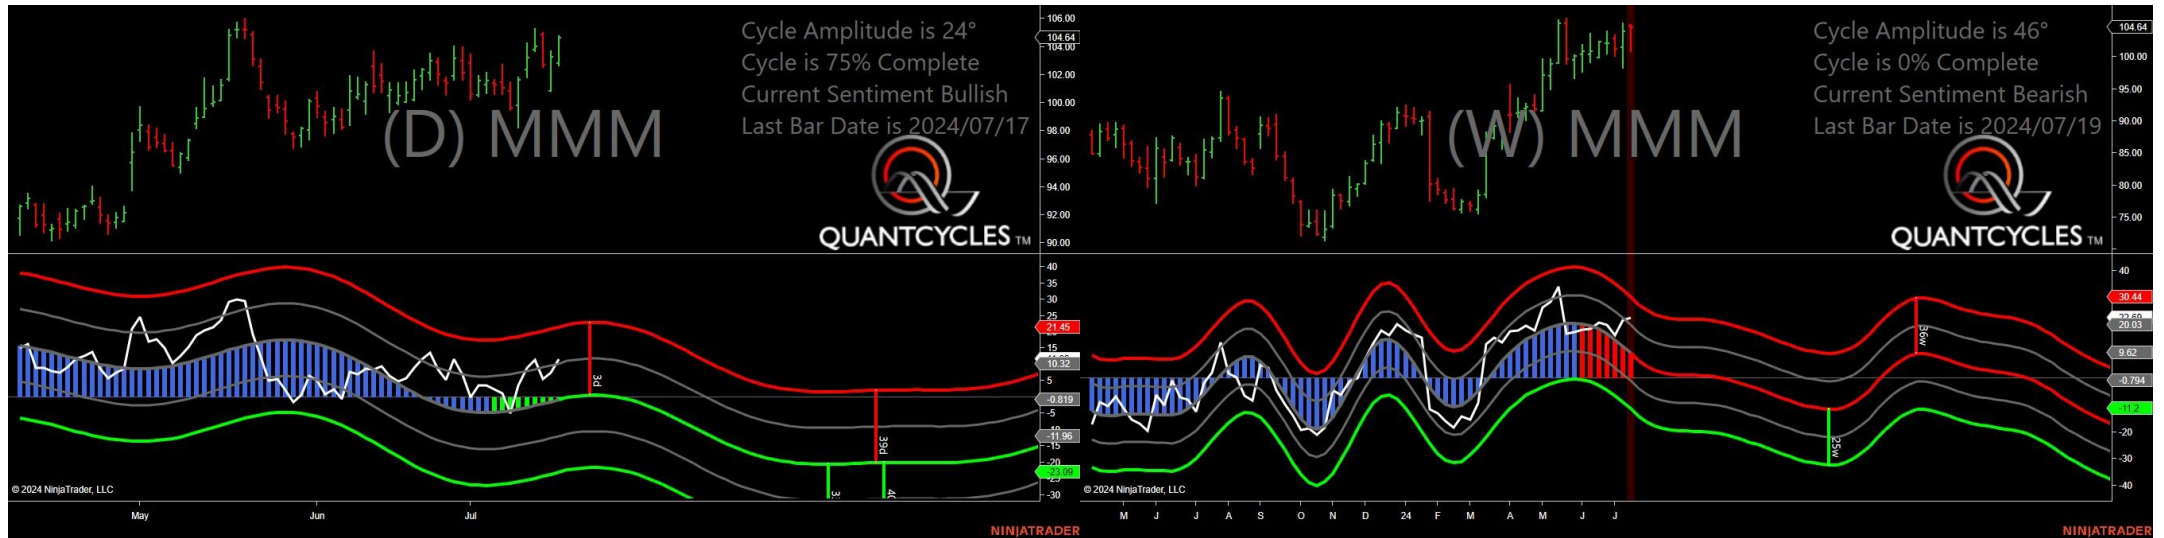 Cycle Amplitude is 24°
Cycle is 75% Complete
Current Sentiment Bullish
Last Bar Date is 2024/07/17
(D) MMM
QUANTCYCLES TM
106.00
104.64
104.00
102.00
100.00
98.00
96.00
94.00
92.00
90.00
40
35
30
25
21.45
15
10.32
5
-0.819
-5
-11.96
-15
-20
-23.09
-30
3d
39d
© 2024 NinjaTrader, LLC
May Jun Jul
NINJATRADER
Cycle Amplitude is 46°
Cycle is 0% Complete
Current Sentiment Bearish
Last Bar Date is 2024/07/19
(W) MMM
QUANTCYCLES TM
104.64
100.00
95.00
90.00
85.00
80.00
75.00
40
30.44
20.03
9.62
-0.794
-11.2
-20
-30
-40
36w
25w
© 2024 NinjaTrader, LLC
M J J A S O N D 24 F M A M J J
NINJATRADER